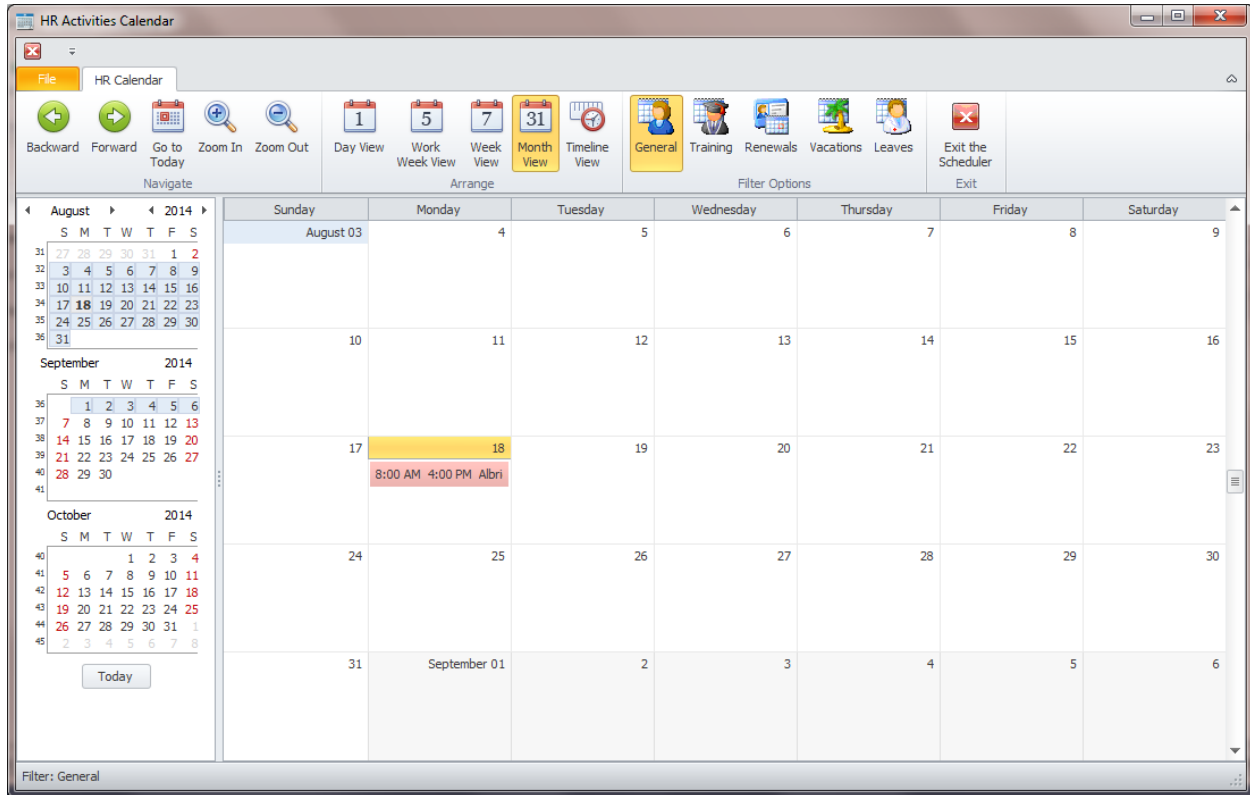 HR Activities Calendar
File HR Calendar
1 5 7 31
Backward Forward Go to Today Zoom In Zoom Out Day View Work Week View Week View Month View Timeline View General Training Renewals Vacations Leaves Exit the Scheduler
Navigate Arrange Filter Options Exit
August 2014
S M T W T F S
31 27 28 29 30 31 1 2
32 3 4 5 6 7 8 9
33 10 11 12 13 14 15 16
34 17 18 19 20 21 22 23
35 24 25 26 27 28 29 30
36 31
September 2014
S M T W T F S
36 1 2 3 4 5 6
37 7 8 9 10 11 12 13
38 14 15 16 17 18 19 20
39 21 22 23 24 25 26 27
40 28 29 30
41
October 2014
S M T W T F S
40 1 2 3 4
41 5 6 7 8 9 10 11
42 12 13 14 15 16 17 18
43 19 20 21 22 23 24 25
44 26 27 28 29 30 31 1
45 2 3 4 5 6 7 8
Today
Sunday Monday Tuesday Wednesday Thursday Friday Saturday
August 03 4 5 6 7 8 9
10 11 12 13 14 15 16
17 18 19 20 21 22 23
8:00 AM 4:00 PM Albri
24 25 26 27 28 29 30
31 September 01 2 3 4 5 6
Filter: General